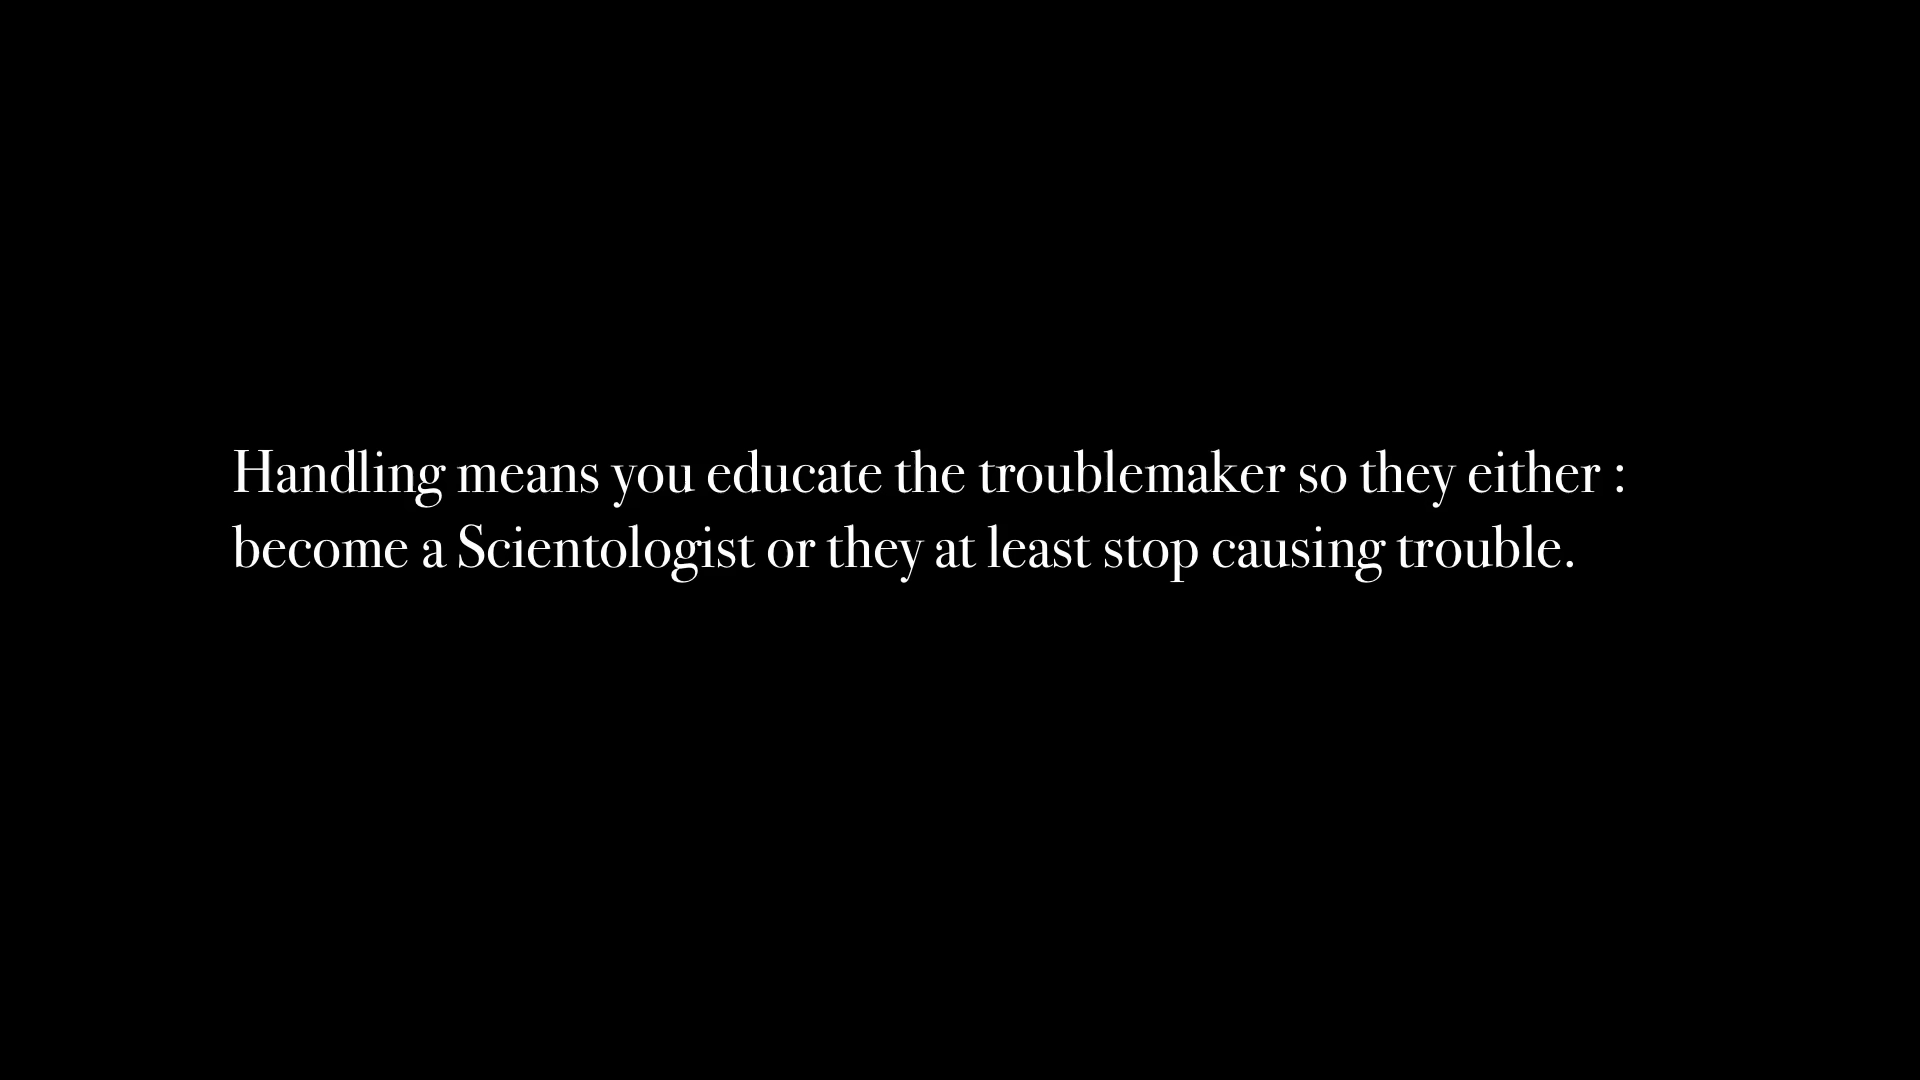 Handling means you educate the troublemaker so they either :
become a Scientologist or they at least stop causing trouble.